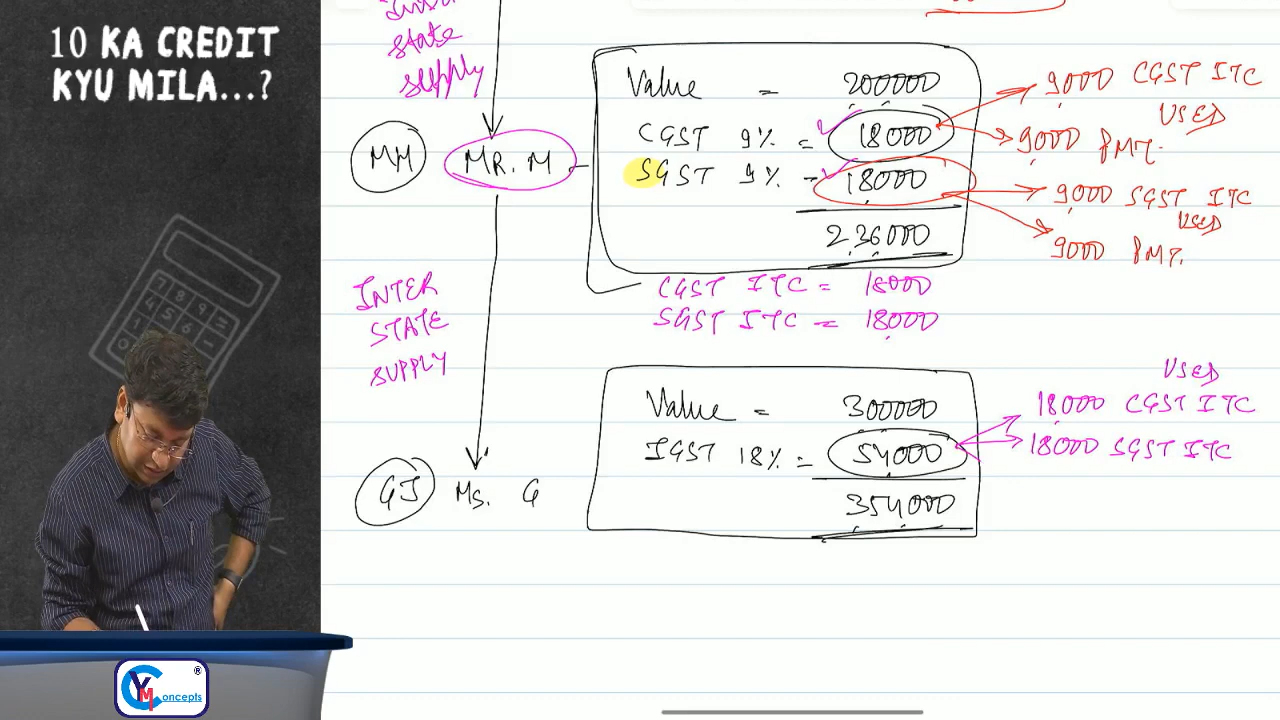 10 KA CREDIT
KYU MILA...?
state
supply
MH
MR. M
Value = 200000
CGST 9% = 18000
SGST 9% = 18000
236000
9000 CGST ITC
USED
9000 PMT.
9000 SGST ITC
USED
9000 PMT.
CGST ITC = 18000
SGST ITC = 18000
INTER
STATE
SUPPLY
Value = 300000
IGST 18% = 54000
354000
USED
18000 CGST ITC
18000 SGST ITC
GJ
Ms. G
YM Concepts
®